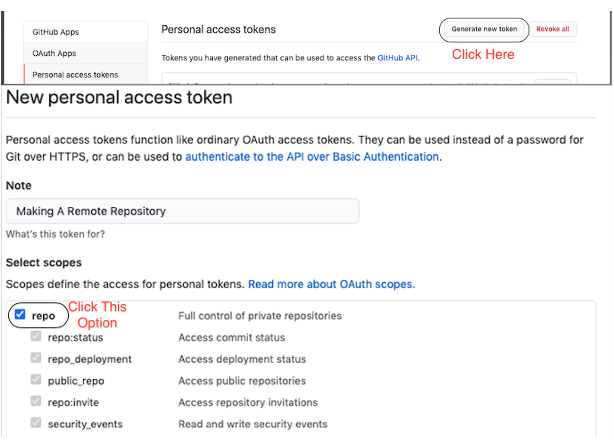 GitHub Apps
OAuth Apps
Personal access tokens
Personal access tokens
Generate new token
Revoke all
Click Here
Tokens you have generated that can be used to access the GitHub API.
New personal access token
Personal access tokens function like ordinary OAuth access tokens. They can be used instead of a password for
Git over HTTPS, or can be used to authenticate to the API over Basic Authentication.
Note
Making A Remote Repository
What's this token for?
Select scopes
Scopes define the access for personal tokens. Read more about OAuth scopes.
repo
Click This
Option
Full control of private repositories
repo:status Access commit status
repo_deployment Access deployment status
public_repo Access public repositories
repo:invite Access repository invitations
security_events Read and write security events